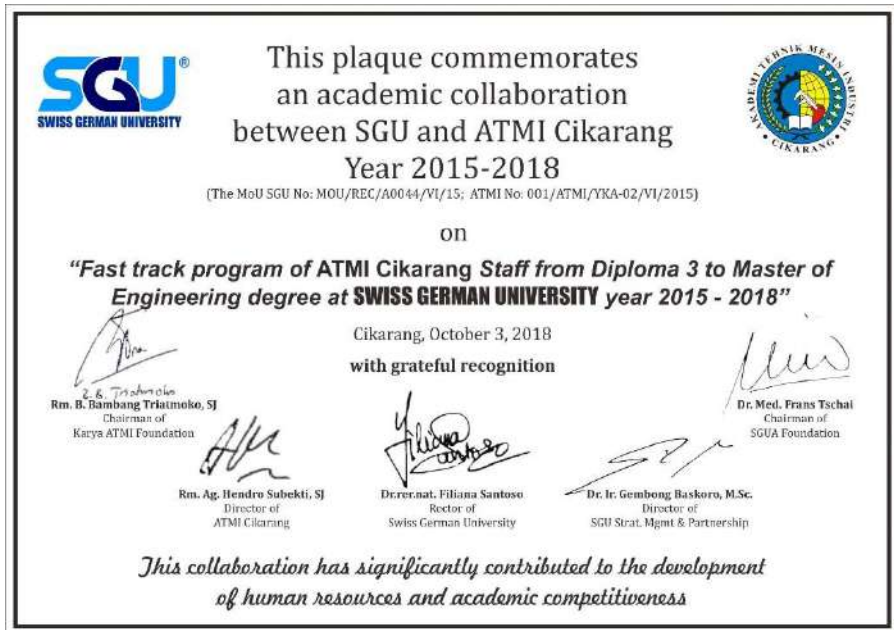 SGU®
SWISS GERMAN UNIVERSITY
AKADEMI TEHNIK MESIN INDUSTRI
CIKARANG
This plaque commemorates
an academic collaboration
between SGU and ATMI Cikarang
Year 2015-2018
(The MoU SGU No: MOU/REC/A0044/VI/15; ATMI No: 001/ATMI/YKA-02/VI/2015)
on
"Fast track program of ATMI Cikarang Staff from Diploma 3 to Master of
Engineering degree at SWISS GERMAN UNIVERSITY year 2015 - 2018"
Cikarang, October 3, 2018
with grateful recognition
Rm. B. Bambang Triatmoko, SJ
Chairman of
Karya ATMI Foundation
Dr. Med. Frans Tschai
Chairman of
SGUA Foundation
Rm. Ag. Hendro Subekti, SJ
Director of
ATMI Cikarang
Dr.rer.nat. Filiana Santoso
Rector of
Swiss German University
Dr. Ir. Gembong Baskoro, M.Sc.
Director of
SGU Strat. Mgmt & Partnership
This collaboration has significantly contributed to the development
of human resources and academic competitiveness